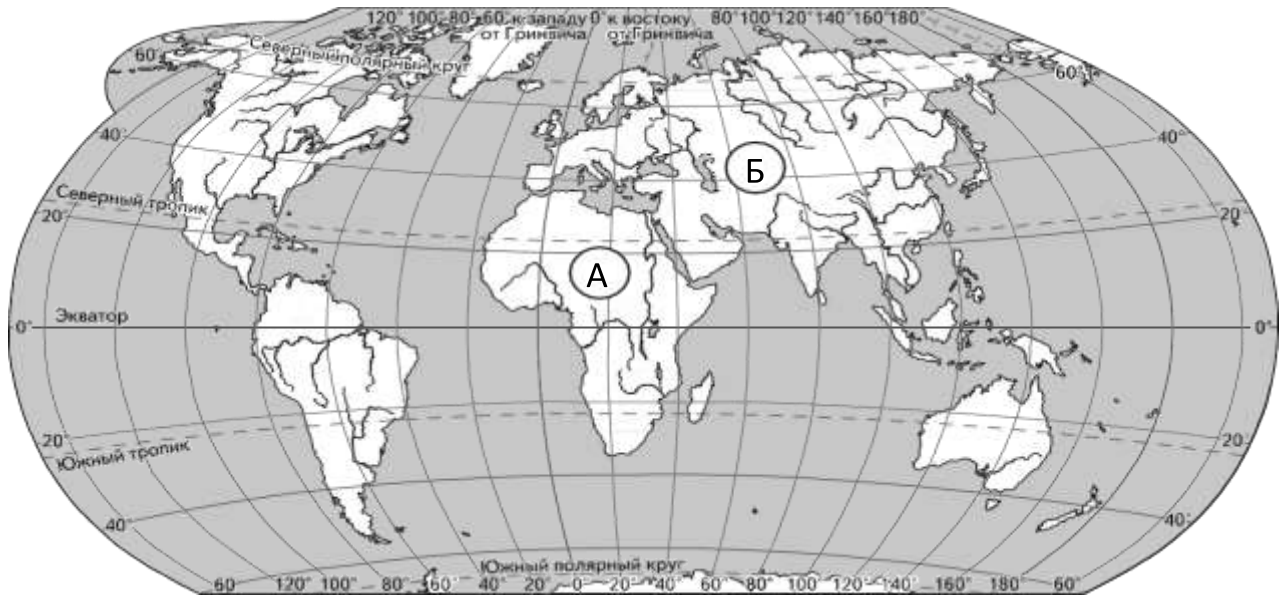 120° 100° 80° 60° к западу 0° к востоку 80° 100° 120° 140° 160° 180°
от Гринвича от Гринвича
Северный полярный круг
60° 60°
40° 40°
Б
Северный тропик
20° 20°
А
Экватор
0° 0°
20° 20°
Южный тропик
40° 40°
Южный полярный круг
60° 120° 100° 80° 60° 40° 20° 0° 20° 40° 60° 80° 100° 120° 140° 160° 180° 60°